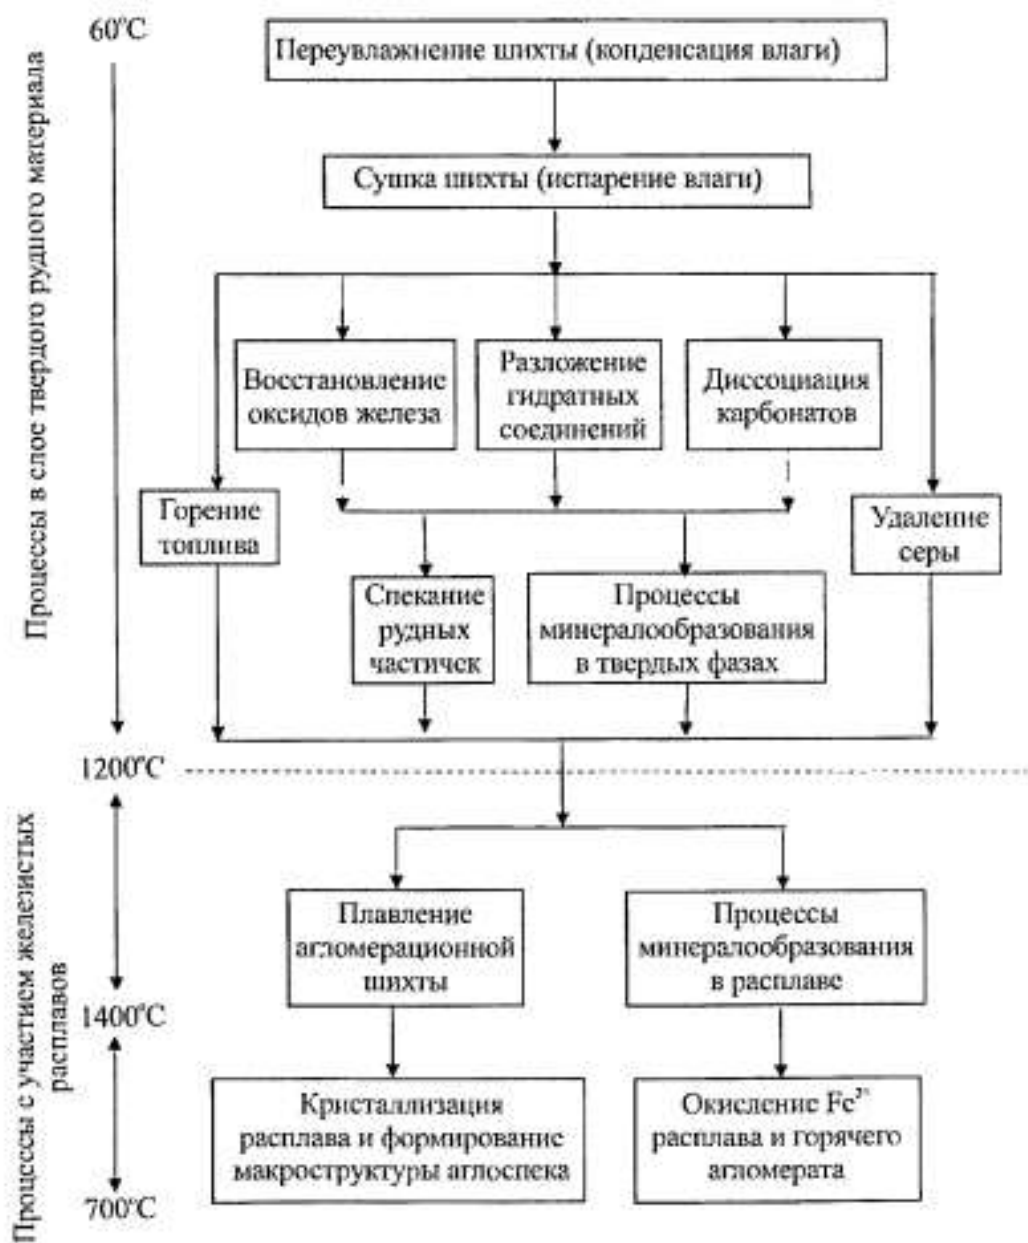 60°С
Переувлажнение шихты (конденсация влаги)
Сушка шихты (испарение влаги)
Процессы в слое твердого рудного материала
Восстановление
оксидов железа
Разложение
гидратных
соединений
Диссоциация
карбонатов
Горение
топлива
Удаление
серы
Спекание
рудных
частичек
Процессы
минералообразования
в твердых фазах
1200°С
Процессы с участием железистых
расплавов
Плавление
агломерационной
шихты
Процессы
минералообразования
в расплаве
1400°С
Кристаллизация
расплава и формирование
макроструктуры аглоспека
Окисление Fe²⁺
расплава и горячего
агломерата
700°С